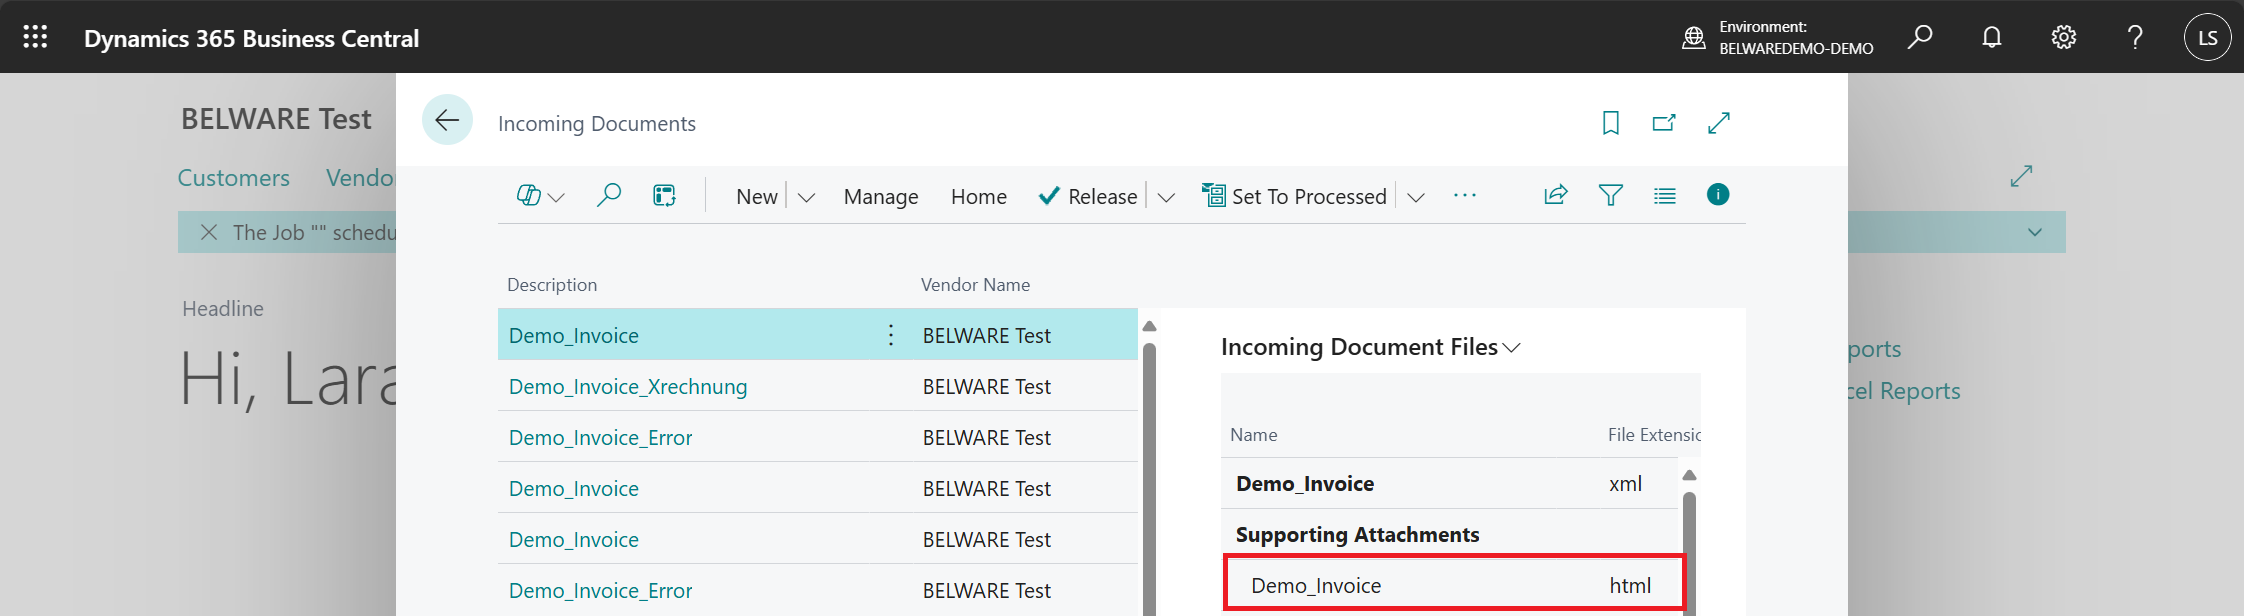 Dynamics 365 Business Central
Environment:
BELWAREDEMO-DEMO
LS
BELWARE Test
Customers Vendo
The Job "" schedu
Headline
Hi, Lara
Incoming Documents
New Manage Home Release Set To Processed
Description Vendor Name
Demo_Invoice BELWARE Test
Demo_Invoice_Xrechnung BELWARE Test
Demo_Invoice_Error BELWARE Test
Demo_Invoice BELWARE Test
Demo_Invoice BELWARE Test
Demo_Invoice_Error BELWARE Test
Incoming Document Files
Name File Extensio
Demo_Invoice xml
Supporting Attachments
Demo_Invoice html
ports
cel Reports